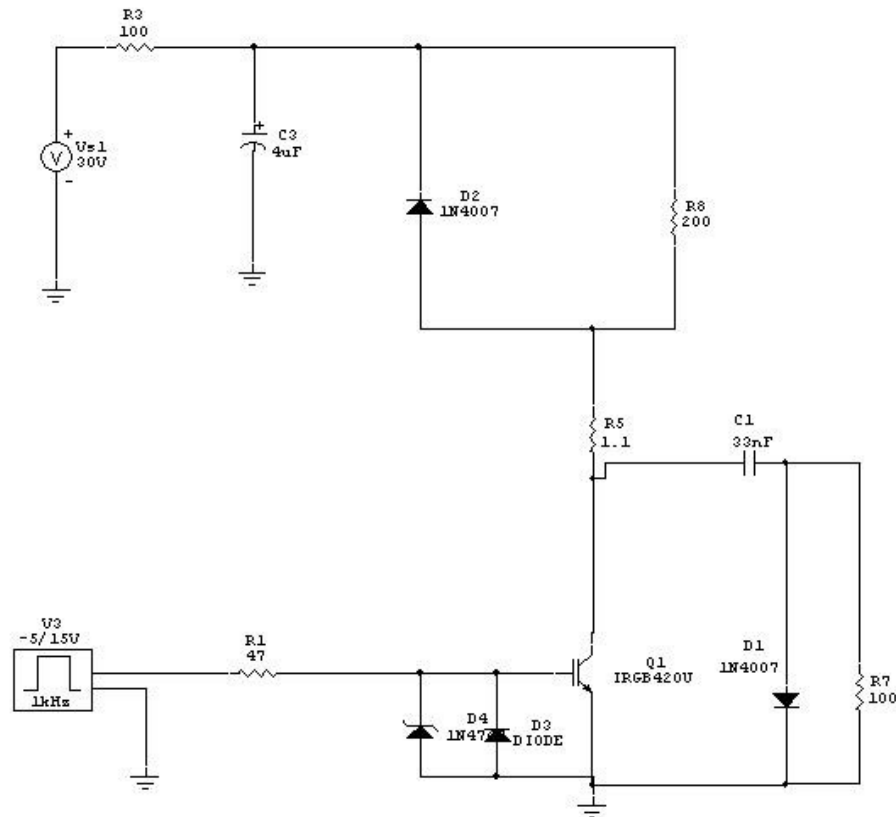 R3
100
Vs1
30V
C3
4uF
D2
1N4007
R8
200
R5
1.1
C1
33nF
V3
-5/15V
1kHz
R1
47
D4
D3
DIODE
Q1
IRGB420U
D1
1N4007
R7
100